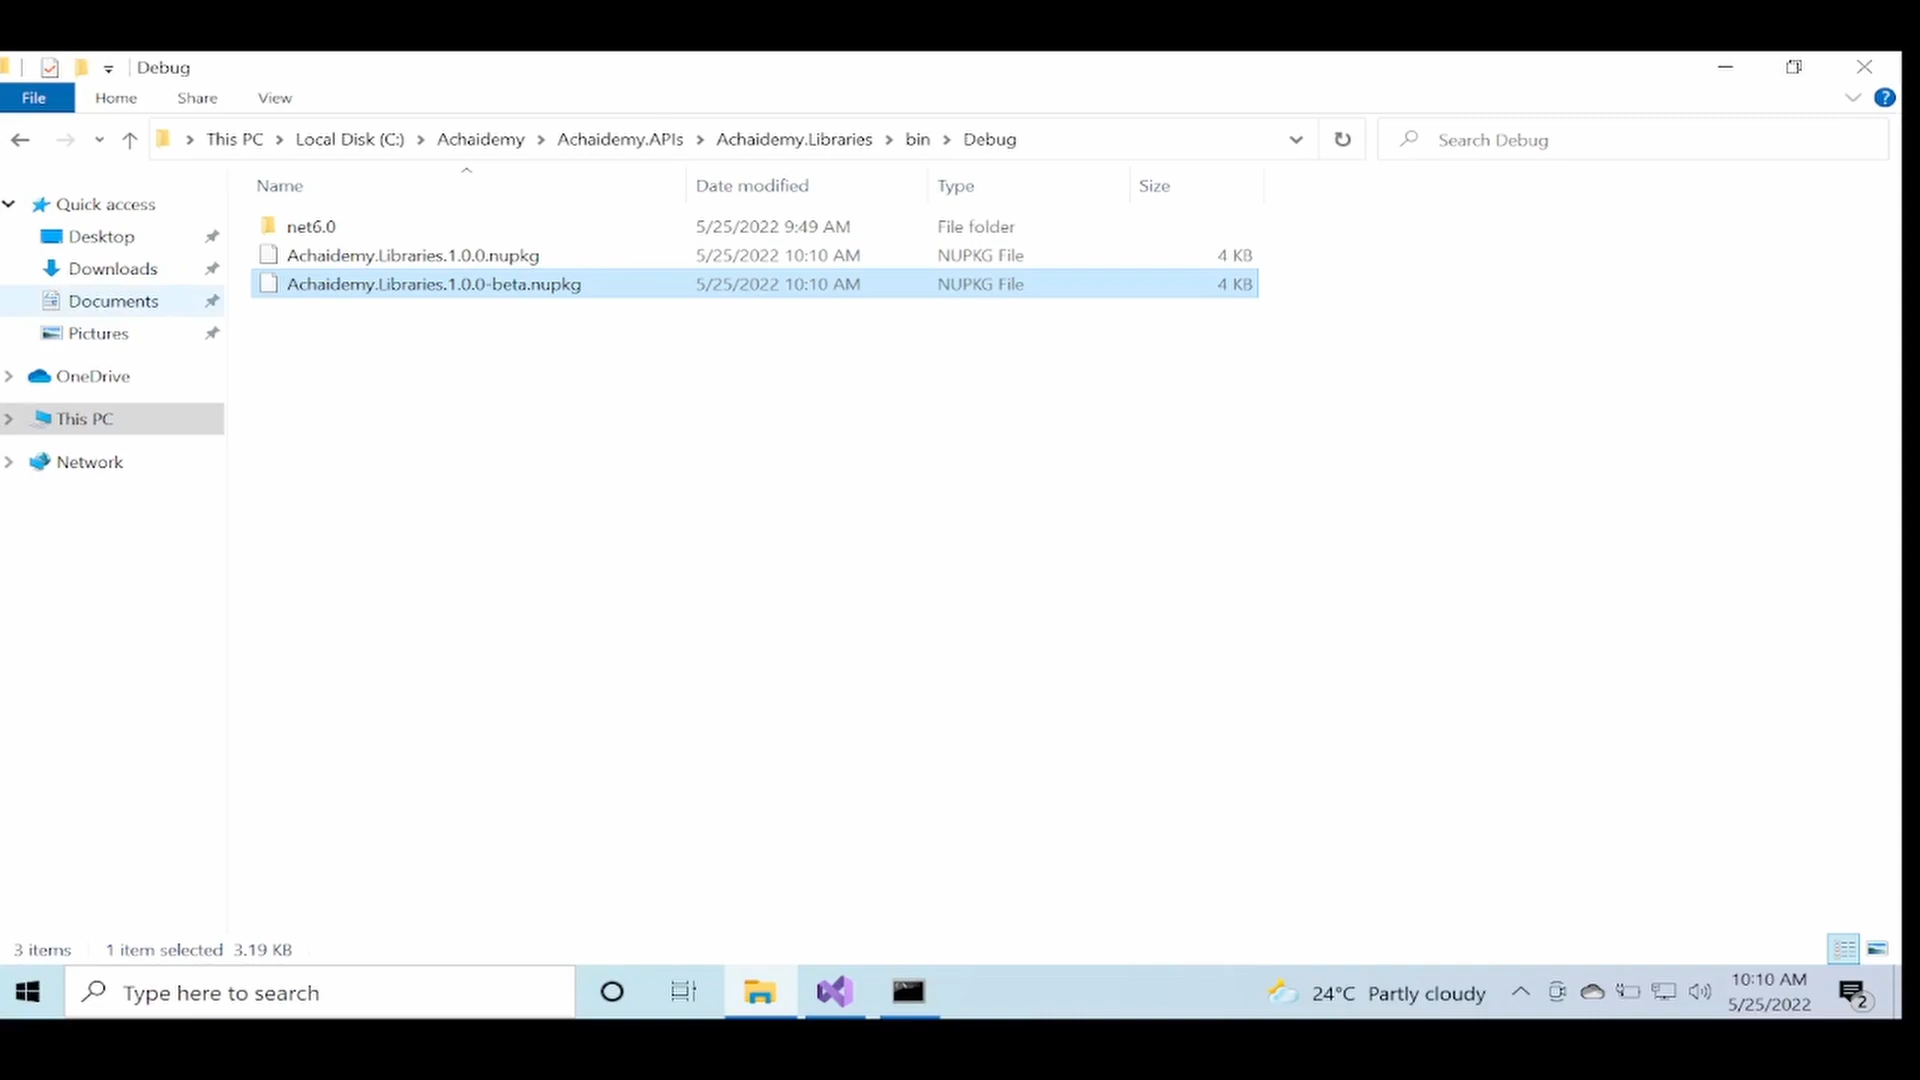 Debug
File Home Share View
This PC Local Disk (C:) Achaidemy Achaidemy.APIs Achaidemy.Libraries bin Debug
Search Debug
Name Date modified Type Size
Quick access
Desktop
Downloads
Documents
Pictures
OneDrive
This PC
Network
net6.0 5/25/2022 9:49 AM File folder
Achaidemy.Libraries.1.0.0.nupkg 5/25/2022 10:10 AM NUPKG File 4 KB
Achaidemy.Libraries.1.0.0-beta.nupkg 5/25/2022 10:10 AM NUPKG File 4 KB
3 items 1 item selected 3.19 KB
Type here to search
24°C Partly cloudy
10:10 AM
5/25/2022
2